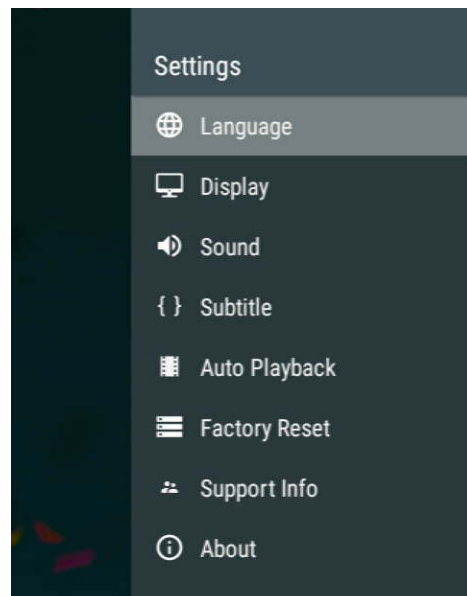 Settings
Language
Display
Sound
{ } Subtitle
Auto Playback
Factory Reset
Support Info
About